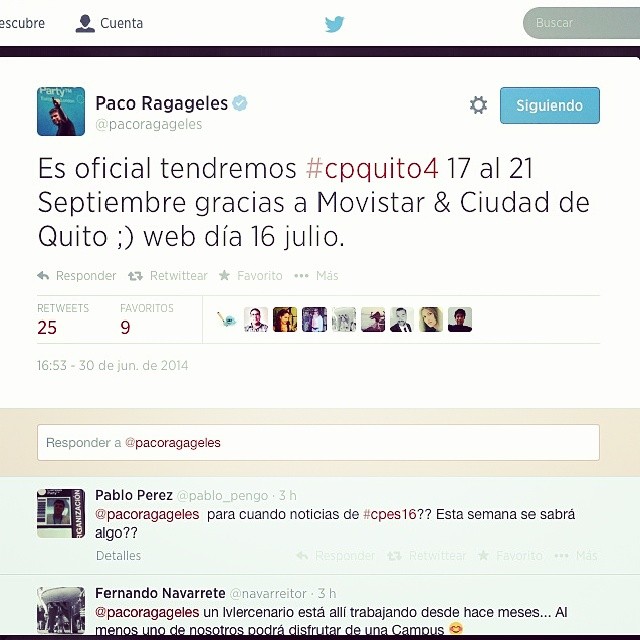 escubre Cuenta Buscar
Paco Ragageles
@pacoragageles
Siguiendo
Es oficial tendremos #cpquito4 17 al 21
Septiembre gracias a Movistar & Ciudad de
Quito ;) web día 16 julio.
Responder Retwittear Favorito Más
RETWEETS FAVORITOS
25 9
16:53 - 30 de jun. de 2014
Responder a @pacoragageles
Pablo Perez @pablo_pengo · 3 h
@pacoragageles para cuando noticias de #cpes16?? Esta semana se sabrá
algo??
Detalles Responder Retwittear Favorito Más
Fernando Navarrete @navarreitor · 3 h
@pacoragageles un lvlercenario está allí trabajando desde hace meses... Al
menos uno de nosotros podrá disfrutar de una Campus 😊